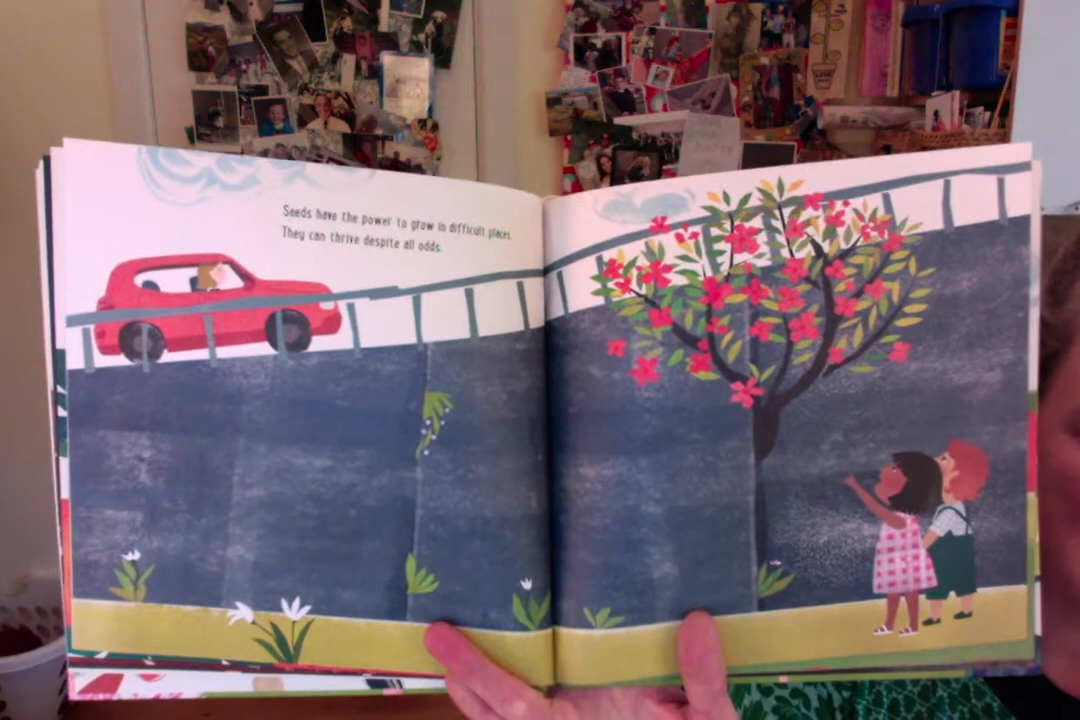 Seeds have the power to grow in difficult places.
They can thrive despite all odds.